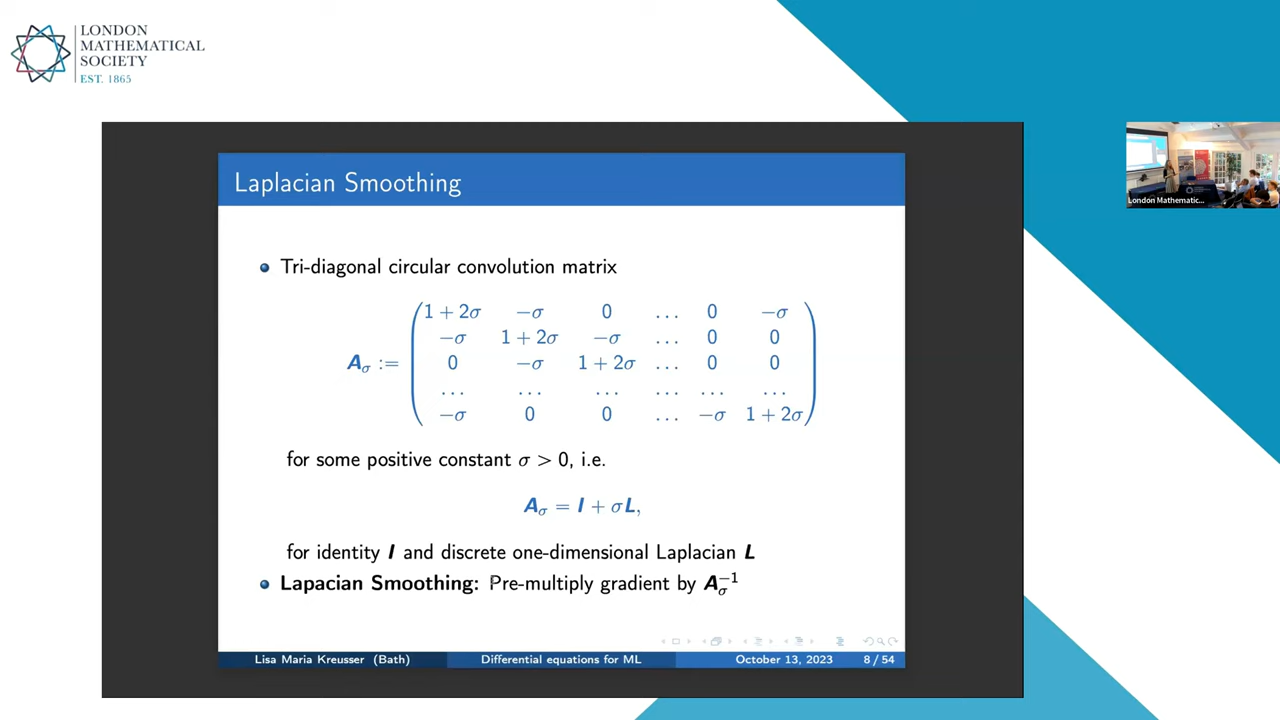 LONDON
MATHEMATICAL
SOCIETY
EST. 1865
London Mathematic...
Laplacian Smoothing
Tri-diagonal circular convolution matrix
1 + 2σ −σ 0 ... 0 −σ
−σ 1 + 2σ −σ ... 0 0
A_σ := 0 −σ 1 + 2σ ... 0 0
... ... ... ... ... ...
−σ 0 0 ... −σ 1 + 2σ
for some positive constant σ > 0, i.e.
A_σ = I + σL,
for identity I and discrete one-dimensional Laplacian L
Lapacian Smoothing: Pre-multiply gradient by A_σ^−1
Lisa Maria Kreusser (Bath) Differential equations for ML October 13, 2023 8 / 54